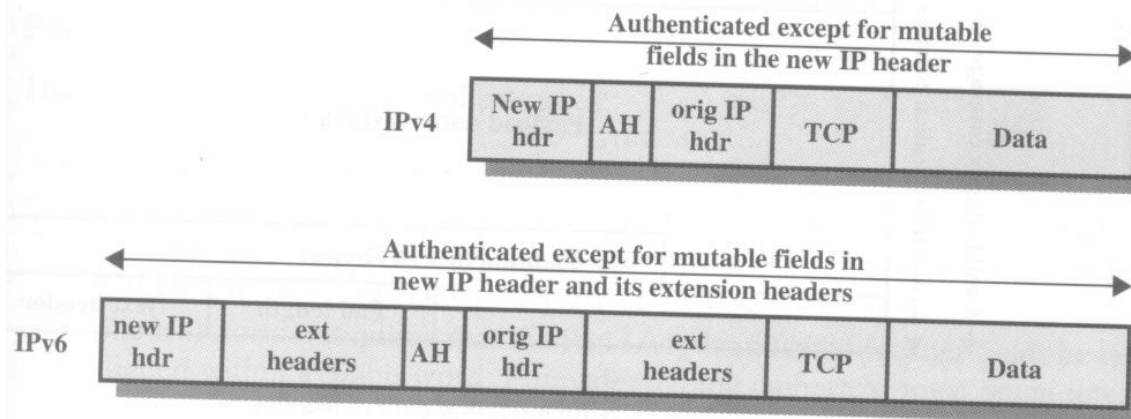 Authenticated except for mutable
fields in the new IP header
IPv4
New IP
hdr
AH
orig IP
hdr
TCP
Data
Authenticated except for mutable fields in
new IP header and its extension headers
IPv6
new IP
hdr
ext
headers
AH
orig IP
hdr
ext
headers
TCP
Data